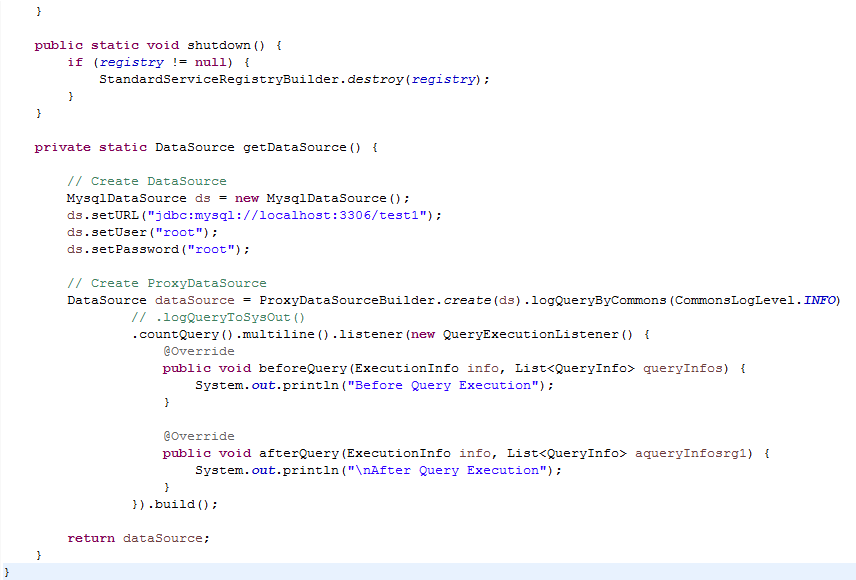 }

    public static void shutdown() {
        if (registry != null) {
            StandardServiceRegistryBuilder.destroy(registry);
        }
    }

    private static DataSource getDataSource() {

        // Create DataSource
        MysqlDataSource ds = new MysqlDataSource();
        ds.setURL("jdbc:mysql://localhost:3306/test1");
        ds.setUser("root");
        ds.setPassword("root");

        // Create ProxyDataSource
        DataSource dataSource = ProxyDataSourceBuilder.create(ds).logQueryByCommons(CommonsLogLevel.INFO)
                // .logQueryToSysOut()
                .countQuery().multiline().listener(new QueryExecutionListener() {
                    @Override
                    public void beforeQuery(ExecutionInfo info, List<QueryInfo> queryInfos) {
                        System.out.println("Before Query Execution");
                    }

                    @Override
                    public void afterQuery(ExecutionInfo info, List<QueryInfo> aqueryInfosrg1) {
                        System.out.println("\nAfter Query Execution");
                    }
                }).build();

        return dataSource;
    }
}